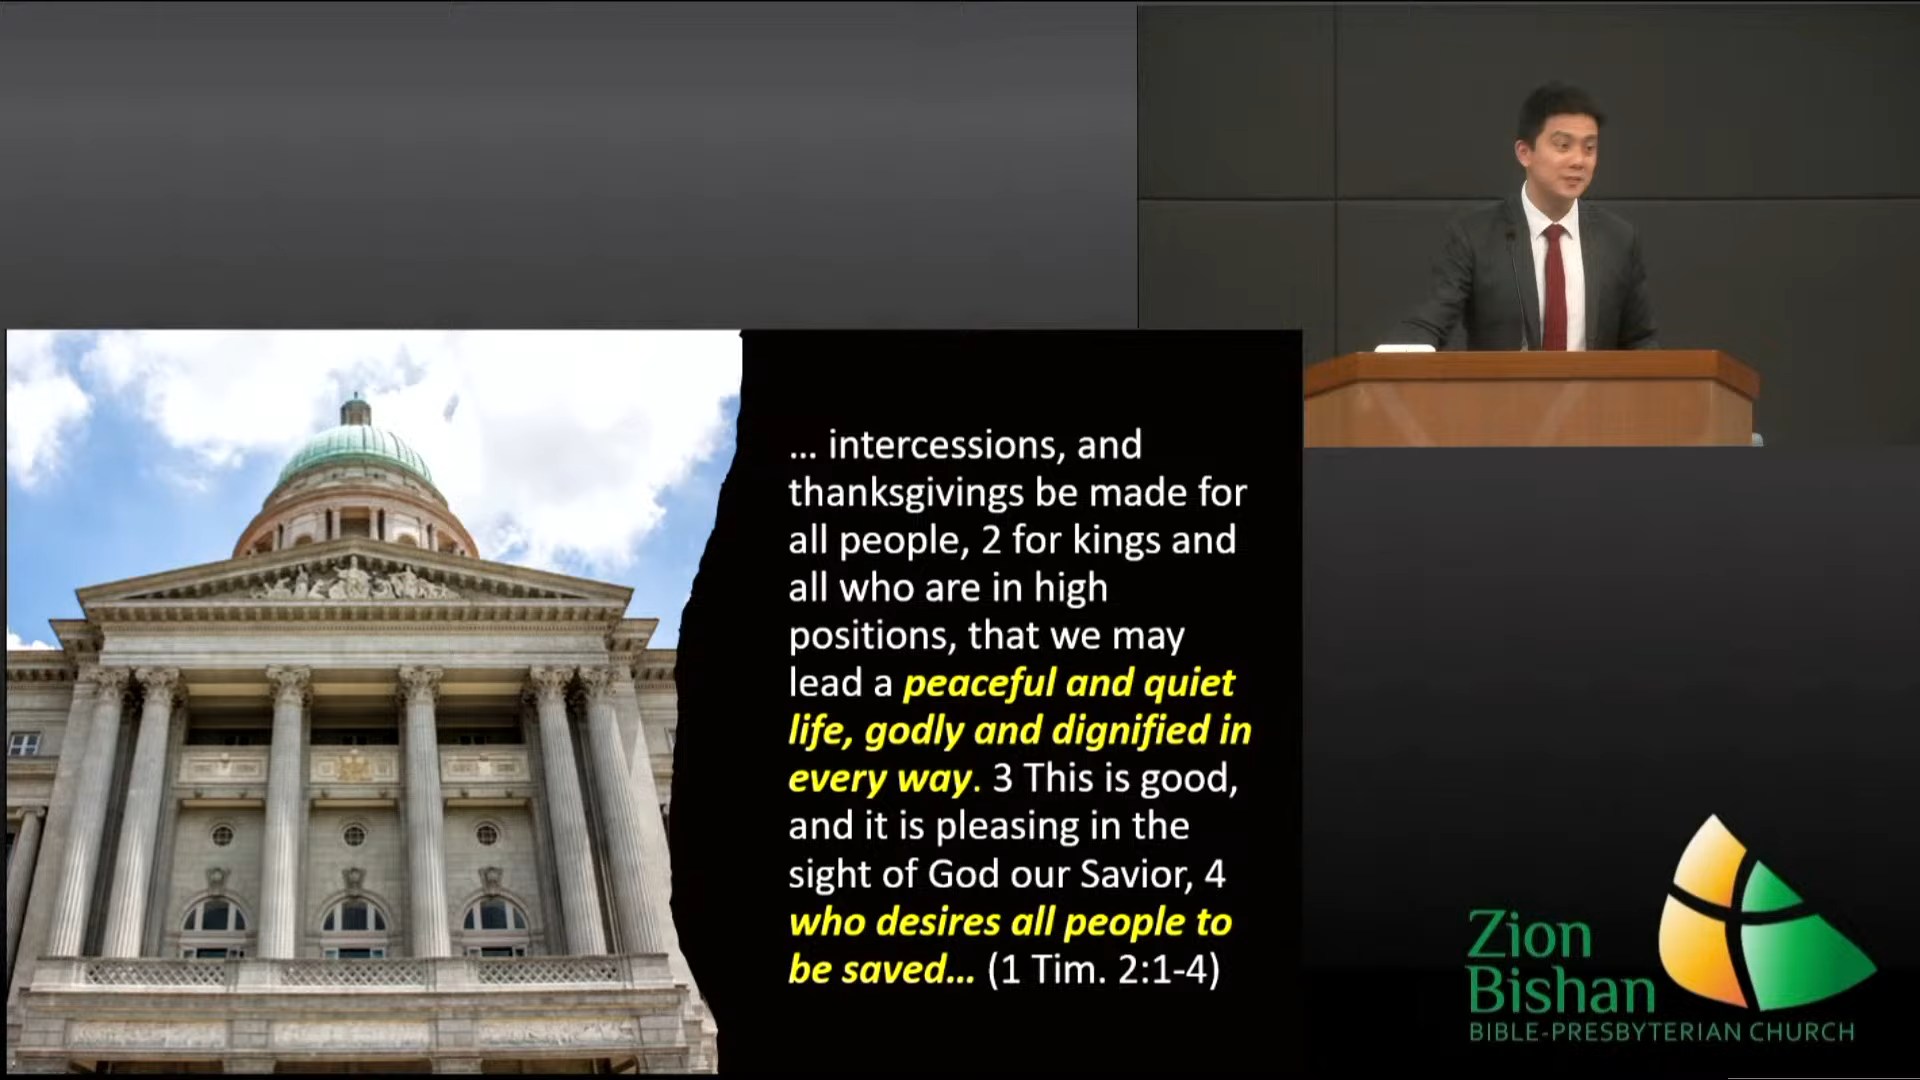 ... intercessions, and
thanksgivings be made for
all people, 2 for kings and
all who are in high
positions, that we may
lead a peaceful and quiet
life, godly and dignified in
every way. 3 This is good,
and it is pleasing in the
sight of God our Savior, 4
who desires all people to
be saved... (1 Tim. 2:1-4)
Zion
Bishan
BIBLE-PRESBYTERIAN CHURCH